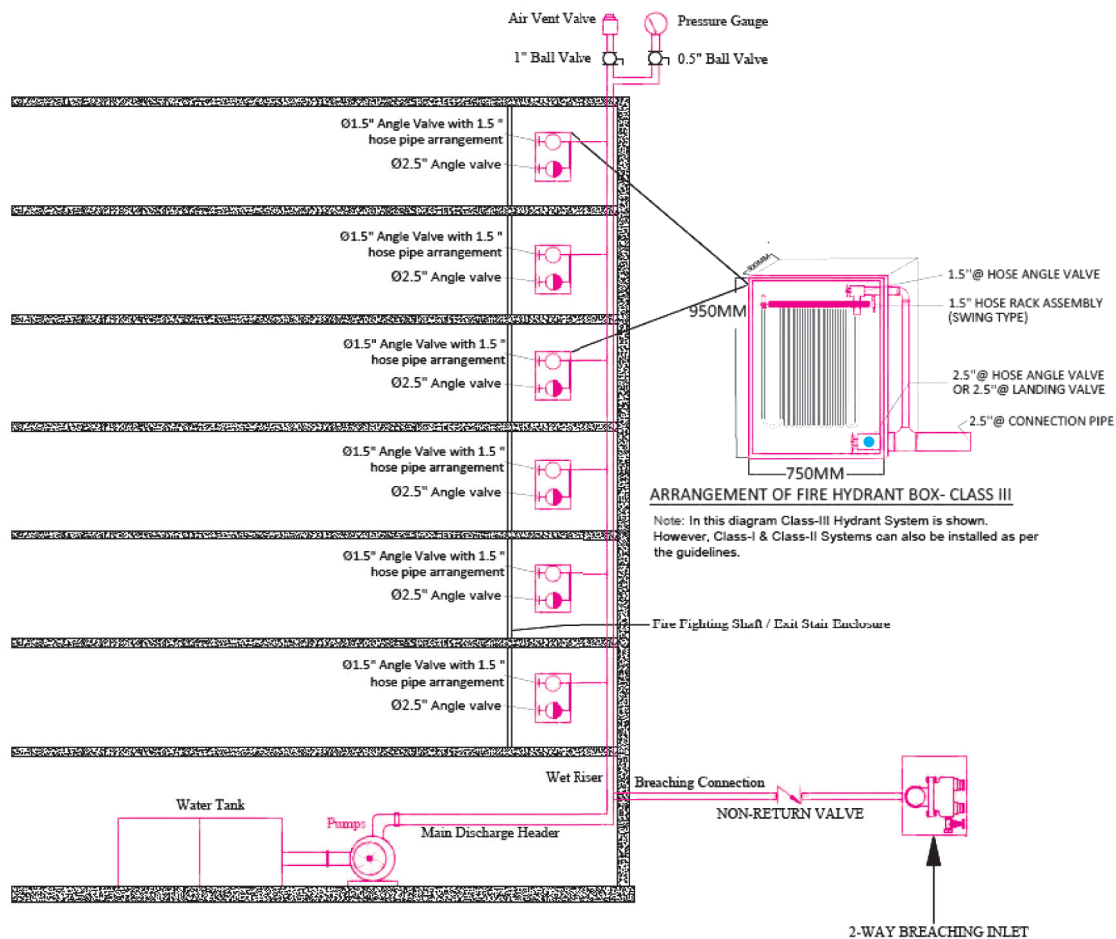 Air Vent Valve
Pressure Gauge
1" Ball Valve
0.5" Ball Valve
Ø1.5" Angle Valve with 1.5 "
hose pipe arrangement
Ø2.5" Angle valve
Ø1.5" Angle Valve with 1.5 "
hose pipe arrangement
Ø2.5" Angle valve
Ø1.5" Angle Valve with 1.5 "
hose pipe arrangement
Ø2.5" Angle valve
Ø1.5" Angle Valve with 1.5 "
hose pipe arrangement
Ø2.5" Angle valve
Ø1.5" Angle Valve with 1.5 "
hose pipe arrangement
Ø2.5" Angle valve
Ø1.5" Angle Valve with 1.5 "
hose pipe arrangement
Ø2.5" Angle valve
950MM
750MM
1.5"@ HOSE ANGLE VALVE
1.5" HOSE RACK ASSEMBLY
(SWING TYPE)
2.5"@ HOSE ANGLE VALVE
OR 2.5"@ LANDING VALVE
2.5"@ CONNECTION PIPE
ARRANGEMENT OF FIRE HYDRANT BOX- CLASS III
Note: In this diagram Class-III Hydrant System is shown.
However, Class-I & Class-II Systems can also be installed as per
the guidelines.
Fire Fighting Shaft / Exit Stair Enclosure
Wet Riser
Breaching Connection
NON-RETURN VALVE
Water Tank
Pumps
Main Discharge Header
2-WAY BREACHING INLET